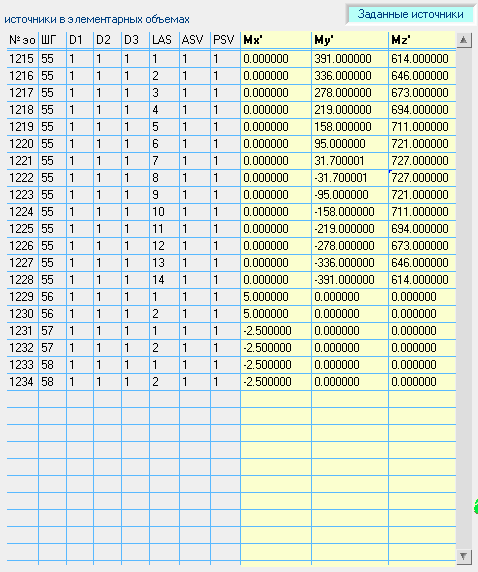 Заданные источники
источники в элементарных объемах
№ эо ШГ D1 D2 D3 LAS ASV PSV Mx' My' Mz'
1215 55 1 1 1 1 1 1 0.000000 391.000000 614.000000
1216 55 1 1 1 2 1 1 0.000000 336.000000 646.000000
1217 55 1 1 1 3 1 1 0.000000 278.000000 673.000000
1218 55 1 1 1 4 1 1 0.000000 219.000000 694.000000
1219 55 1 1 1 5 1 1 0.000000 158.000000 711.000000
1220 55 1 1 1 6 1 1 0.000000 95.000000 721.000000
1221 55 1 1 1 7 1 1 0.000000 31.700001 727.000000
1222 55 1 1 1 8 1 1 0.000000 -31.700001 727.000000
1223 55 1 1 1 9 1 1 0.000000 -95.000000 721.000000
1224 55 1 1 1 10 1 1 0.000000 -158.000000 711.000000
1225 55 1 1 1 11 1 1 0.000000 -219.000000 694.000000
1226 55 1 1 1 12 1 1 0.000000 -278.000000 673.000000
1227 55 1 1 1 13 1 1 0.000000 -336.000000 646.000000
1228 55 1 1 1 14 1 1 0.000000 -391.000000 614.000000
1229 56 1 1 1 1 1 1 5.000000 0.000000 0.000000
1230 56 1 1 1 2 1 1 5.000000 0.000000 0.000000
1231 57 1 1 1 1 1 1 -2.500000 0.000000 0.000000
1232 57 1 1 1 2 1 1 -2.500000 0.000000 0.000000
1233 58 1 1 1 1 1 1 -2.500000 0.000000 0.000000
1234 58 1 1 1 2 1 1 -2.500000 0.000000 0.000000